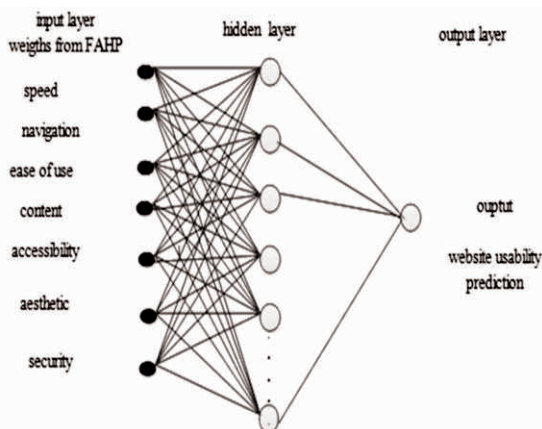 input layer
weigths from FAHP
hidden layer
output layer
speed
navigation
ease of use
content
accessibility
aesthetic
security
ouptut
website usability
prediction